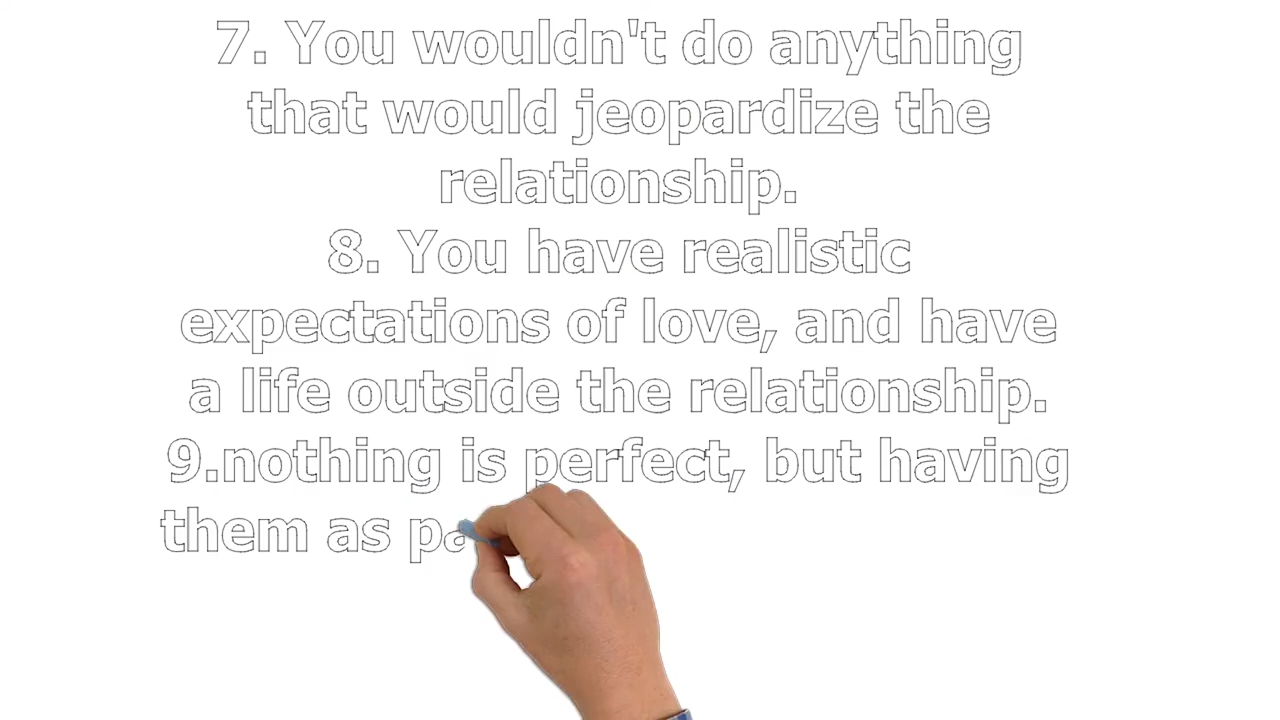 7. You wouldn't do anything
that would jeopardize the
relationship.
8. You have realistic
expectations of love, and have
a life outside the relationship.
9.nothing is perfect, but having
them as pa